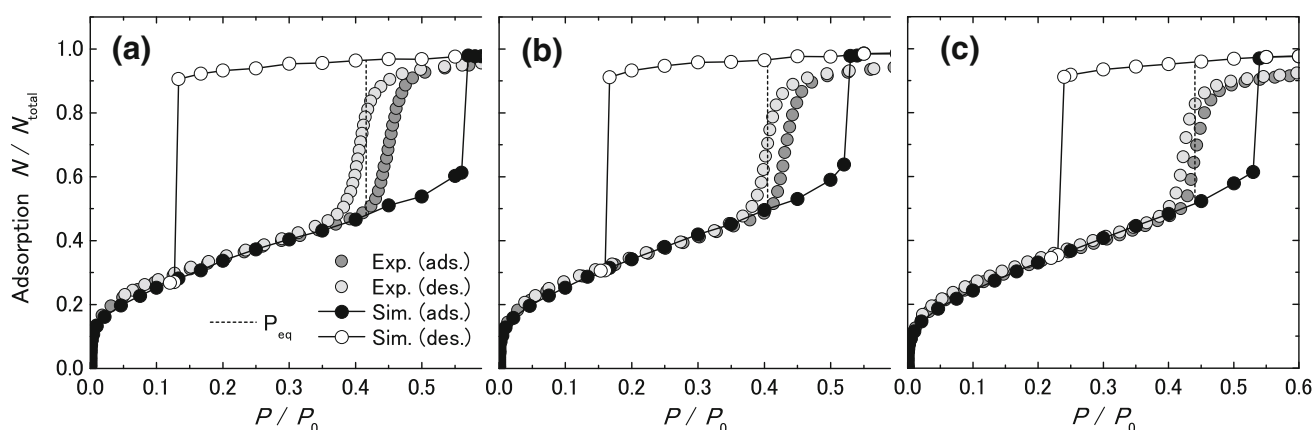 (a)
(b)
(c)
Adsorption N / N_total
1.0
0.8
0.6
0.4
0.2
0.0
Exp. (ads.)
Exp. (des.)
Sim. (ads.)
Sim. (des.)
P_eq
0.0 0.1 0.2 0.3 0.4 0.5
0.0 0.1 0.2 0.3 0.4 0.5
0.0 0.1 0.2 0.3 0.4 0.5 0.6
P / P_0
P / P_0
P / P_0